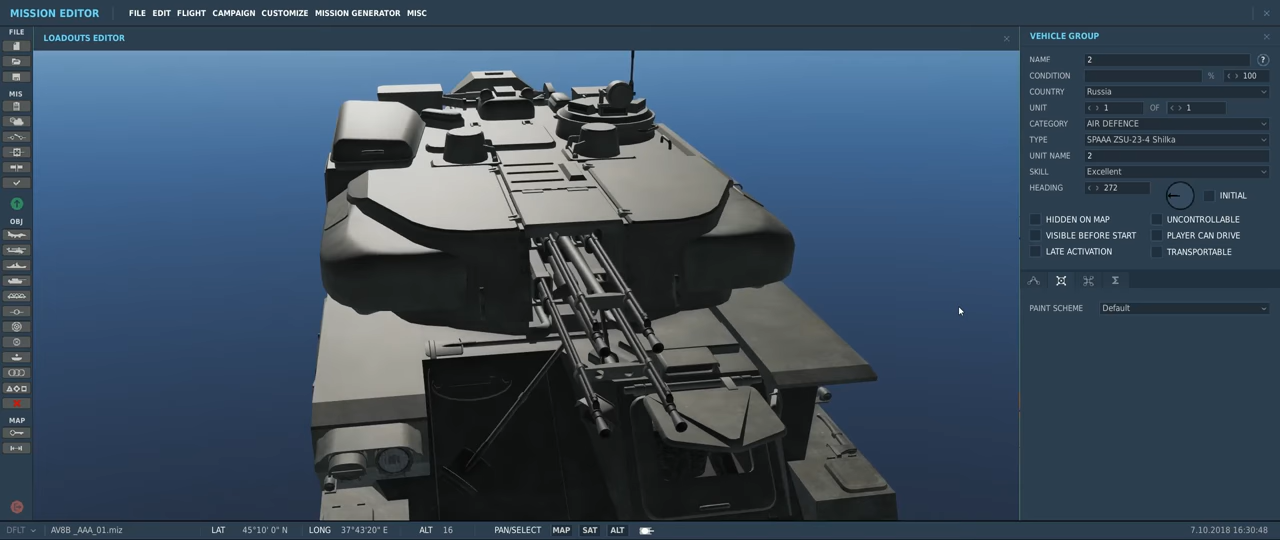 MISSION EDITOR FILE EDIT FLIGHT CAMPAIGN CUSTOMIZE MISSION GENERATOR MISC
FILE
MIS
OBJ
MAP
LOADOUTS EDITOR
VEHICLE GROUP
NAME 2 ?
CONDITION % 100
COUNTRY Russia
UNIT 1 OF 1
CATEGORY AIR DEFENCE
TYPE SPAAA ZSU-23-4 Shilka
UNIT NAME 2
SKILL Excellent
HEADING 272 INITIAL
HIDDEN ON MAP UNCONTROLLABLE
VISIBLE BEFORE START PLAYER CAN DRIVE
LATE ACTIVATION TRANSPORTABLE
PAINT SCHEME Default
DFLT AV8B _AAA_01.miz LAT 45°10' 0" N LONG 37°43'20" E ALT 16 PAN/SELECT MAP SAT ALT 7.10.2018 16:30:48